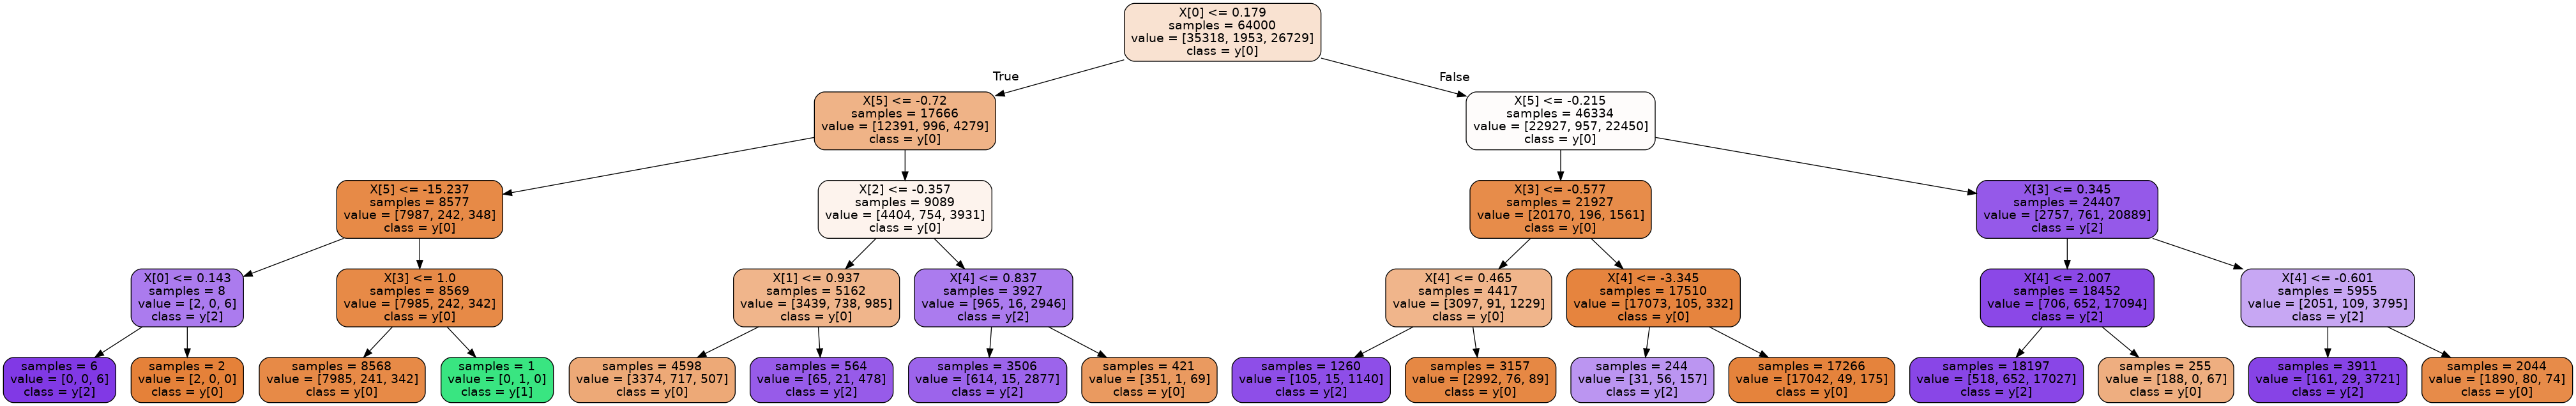 X[0] <= 0.179
samples = 64000
value = [35318, 1953, 26729]
class = y[0]
True
False
X[5] <= -0.72
samples = 17666
value = [12391, 996, 4279]
class = y[0]
X[5] <= -0.215
samples = 46334
value = [22927, 957, 22450]
class = y[0]
X[5] <= -15.237
samples = 8577
value = [7987, 242, 348]
class = y[0]
X[2] <= -0.357
samples = 9089
value = [4404, 754, 3931]
class = y[0]
X[3] <= -0.577
samples = 21927
value = [20170, 196, 1561]
class = y[0]
X[3] <= 0.345
samples = 24407
value = [2757, 761, 20889]
class = y[2]
X[0] <= 0.143
samples = 8
value = [2, 0, 6]
class = y[2]
X[3] <= 1.0
samples = 8569
value = [7985, 242, 342]
class = y[0]
X[1] <= 0.937
samples = 5162
value = [3439, 738, 985]
class = y[0]
X[4] <= 0.837
samples = 3927
value = [965, 16, 2946]
class = y[2]
X[4] <= 0.465
samples = 4417
value = [3097, 91, 1229]
class = y[0]
X[4] <= -3.345
samples = 17510
value = [17073, 105, 332]
class = y[0]
X[4] <= 2.007
samples = 18452
value = [706, 652, 17094]
class = y[2]
X[4] <= -0.601
samples = 5955
value = [2051, 109, 3795]
class = y[2]
samples = 6
value = [0, 0, 6]
class = y[2]
samples = 2
value = [2, 0, 0]
class = y[0]
samples = 8568
value = [7985, 241, 342]
class = y[0]
samples = 1
value = [0, 1, 0]
class = y[1]
samples = 4598
value = [3374, 717, 507]
class = y[0]
samples = 564
value = [65, 21, 478]
class = y[2]
samples = 3506
value = [614, 15, 2877]
class = y[2]
samples = 421
value = [351, 1, 69]
class = y[0]
samples = 1260
value = [105, 15, 1140]
class = y[2]
samples = 3157
value = [2992, 76, 89]
class = y[0]
samples = 244
value = [31, 56, 157]
class = y[2]
samples = 17266
value = [17042, 49, 175]
class = y[0]
samples = 18197
value = [518, 652, 17027]
class = y[2]
samples = 255
value = [188, 0, 67]
class = y[0]
samples = 3911
value = [161, 29, 3721]
class = y[2]
samples = 2044
value = [1890, 80, 74]
class = y[0]